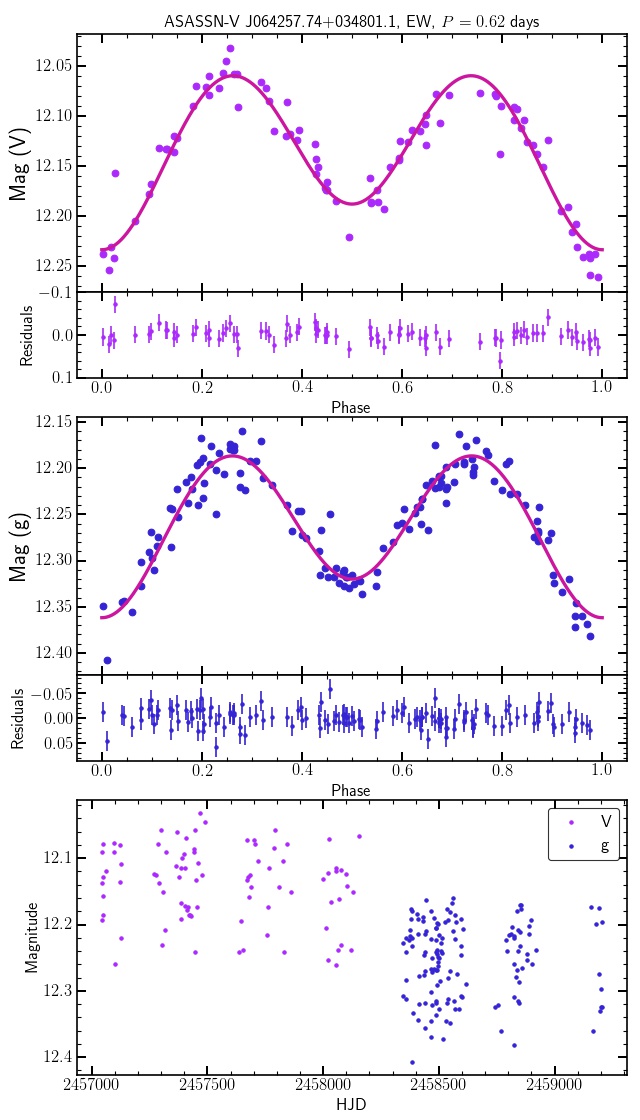 ASASSN-V J064257.74+034801.1, EW, P = 0.62 days
12.05
12.10
12.15
12.20
12.25
Mag (V)
−0.1
0.0
0.1
Residuals
0.0 0.2 0.4 0.6 0.8 1.0
Phase
12.15
12.20
12.25
12.30
12.35
12.40
Mag (g)
−0.05
0.00
0.05
Residuals
0.0 0.2 0.4 0.6 0.8 1.0
Phase
V
g
12.1
12.2
12.3
12.4
Magnitude
2457000 2457500 2458000 2458500 2459000
HJD